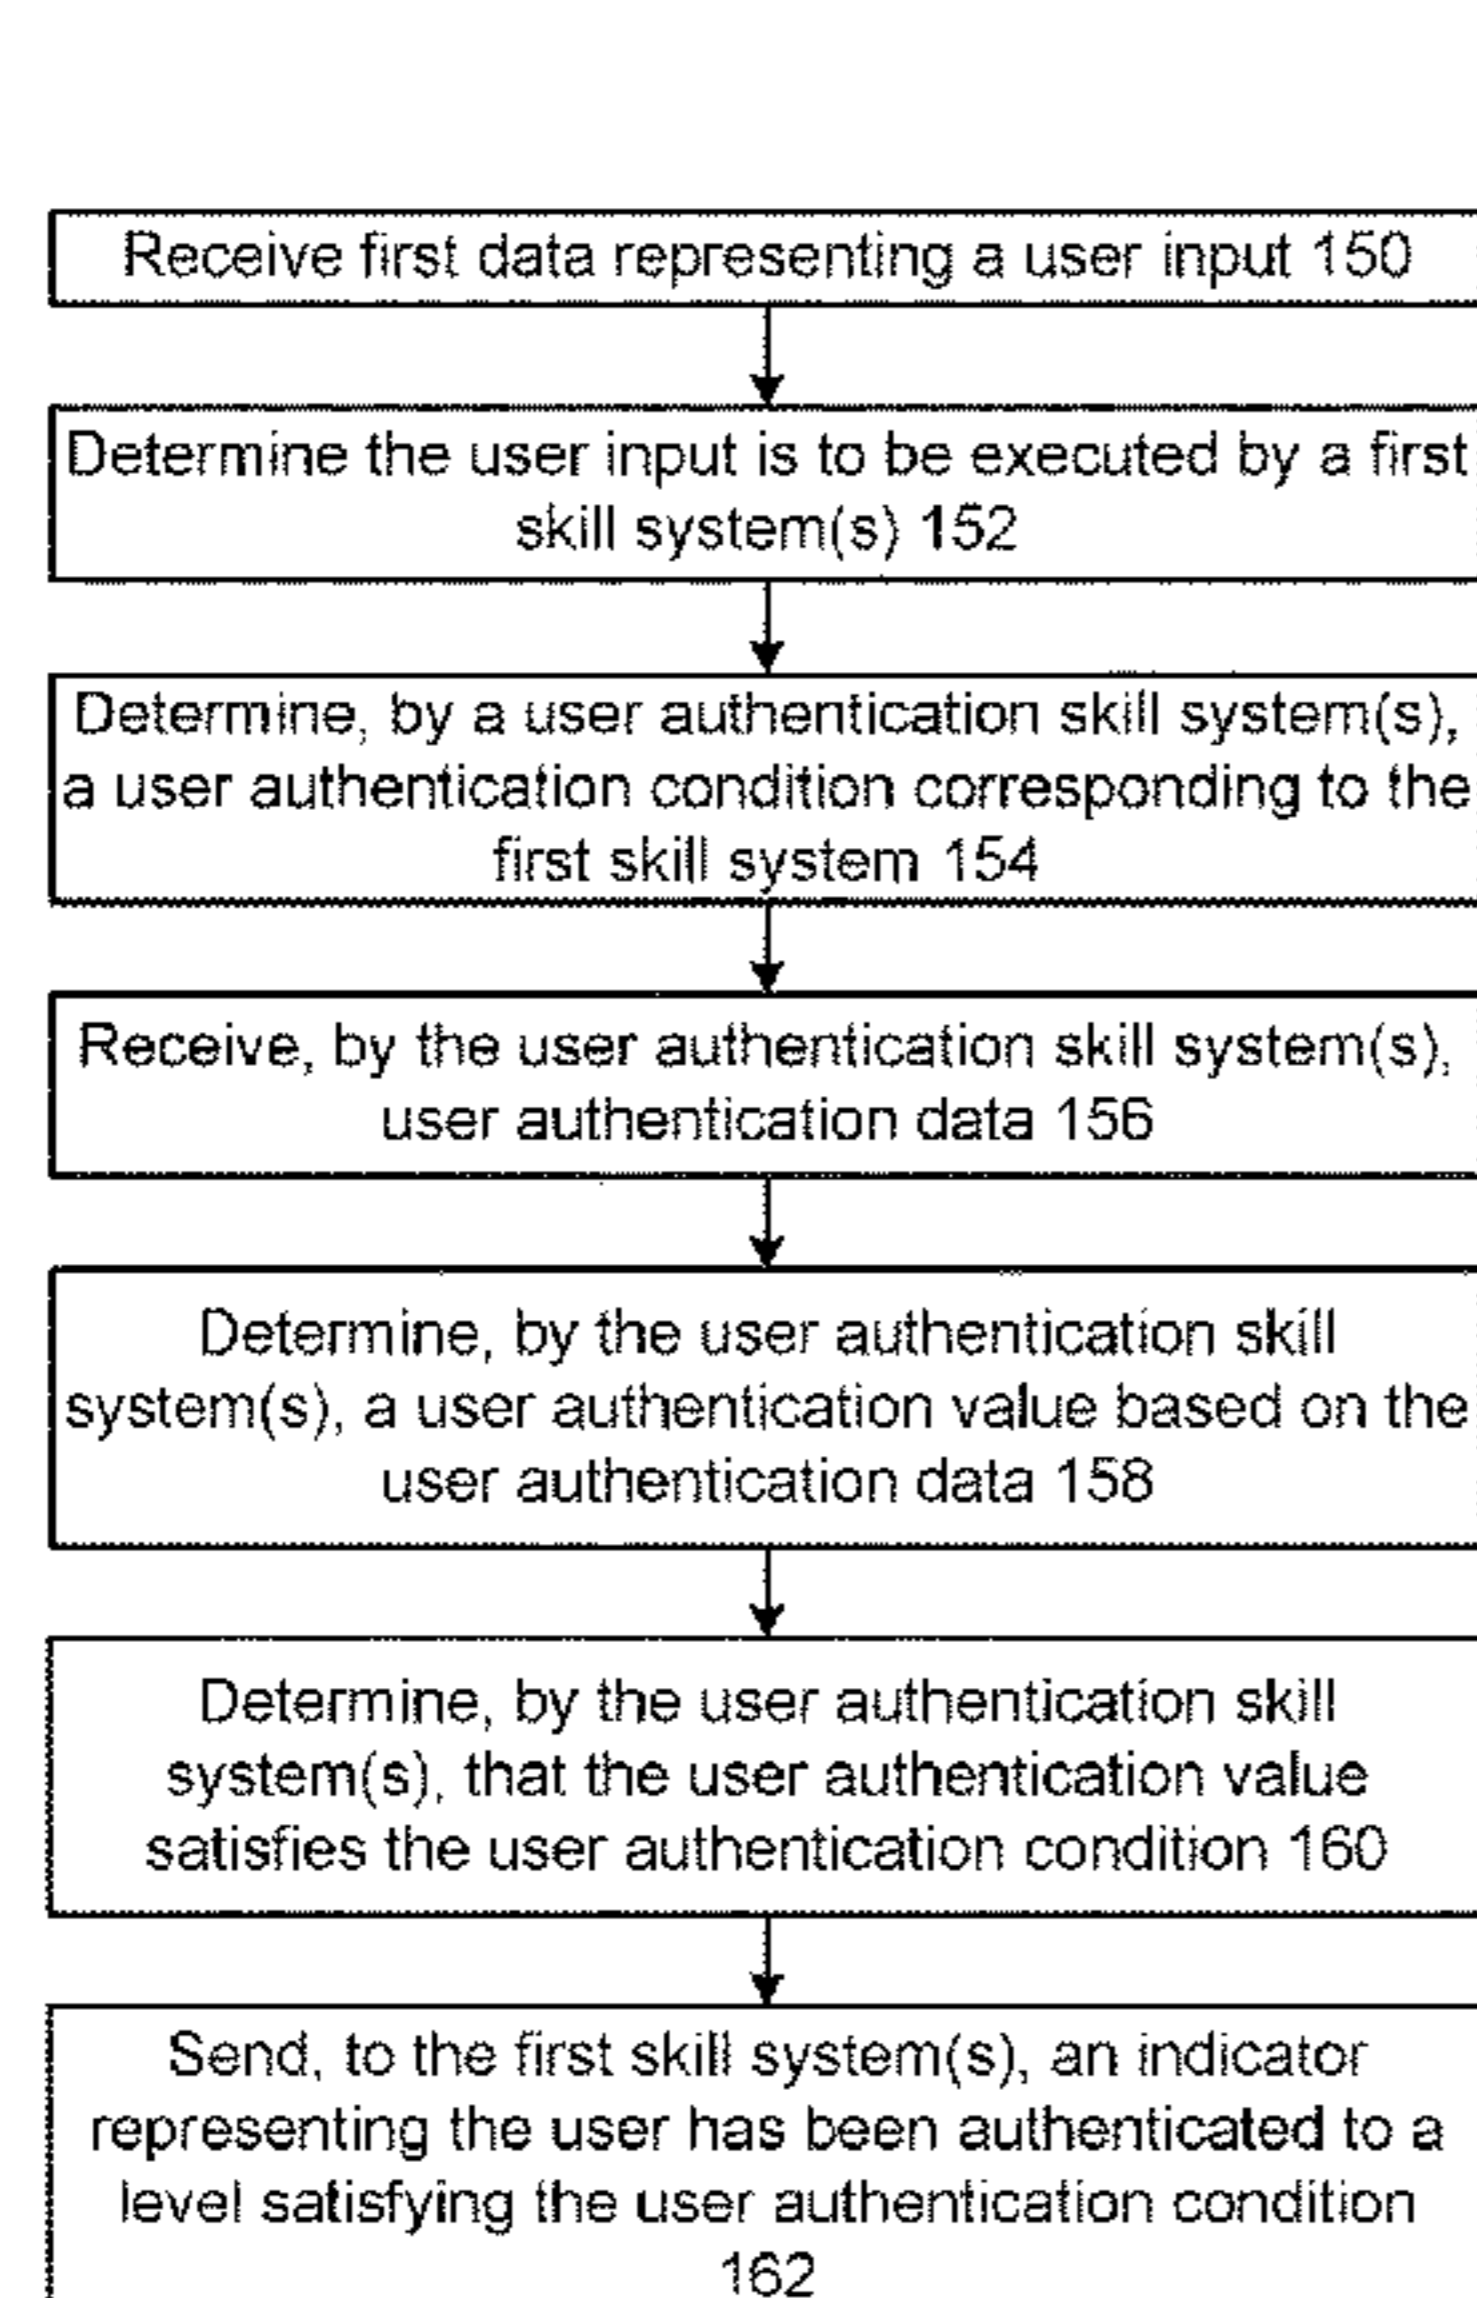 Receive first data representing a user input 150
Determine the user input is to be executed by a first
skill system(s) 152
Determine, by a user authentication skill system(s),
a user authentication condition corresponding to the
first skill system 154
Receive, by the user authentication skill system(s),
user authentication data 156
Determine, by the user authentication skill
system(s), a user authentication value based on the
user authentication data 158
Determine, by the user authentication skill
system(s), that the user authentication value
satisfies the user authentication condition 160
Send, to the first skill system(s), an indicator
representing the user has been authenticated to a
level satisfying the user authentication condition
162